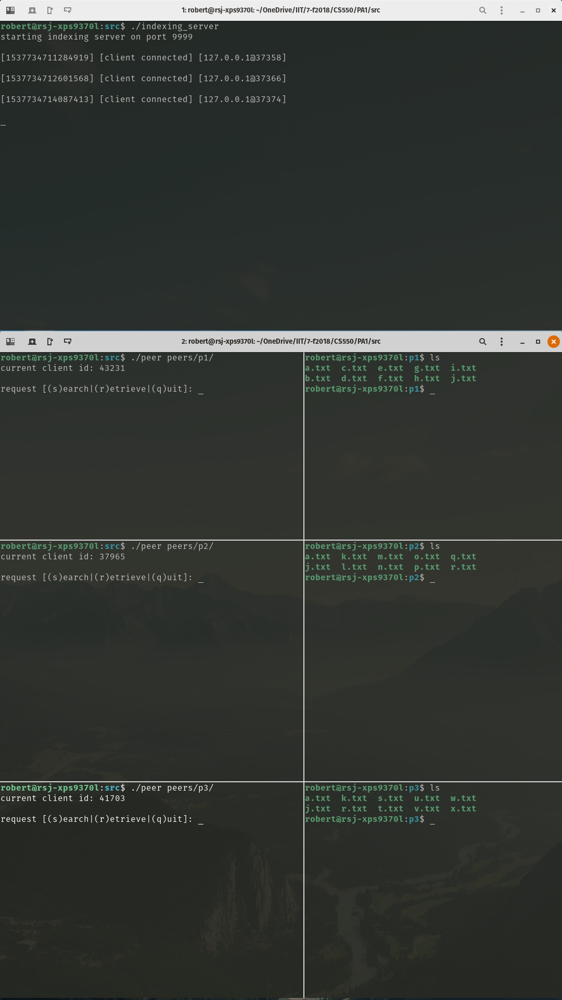 1: robert@rsj-xps9370l: ~/OneDrive/IIT/7-f2018/CS550/PA1/src
robert@rsj-xps9370l:src$ ./indexing_server
starting indexing server on port 9999
[1537734711284919] [client connected] [127.0.0.1@37358]
[1537734712601568] [client connected] [127.0.0.1@37366]
[1537734714087413] [client connected] [127.0.0.1@37374]
_
2: robert@rsj-xps9370l: ~/OneDrive/IIT/7-f2018/CS550/PA1/src
robert@rsj-xps9370l:src$ ./peer peers/p1/
current client id: 43231
request [(s)earch|(r)etrieve|(q)uit]: _
robert@rsj-xps9370l:p1$ ls
a.txt  c.txt  e.txt  g.txt  i.txt
b.txt  d.txt  f.txt  h.txt  j.txt
robert@rsj-xps9370l:p1$ _
robert@rsj-xps9370l:src$ ./peer peers/p2/
current client id: 37965
request [(s)earch|(r)etrieve|(q)uit]: _
robert@rsj-xps9370l:p2$ ls
a.txt  k.txt  m.txt  o.txt  q.txt
j.txt  l.txt  n.txt  p.txt  r.txt
robert@rsj-xps9370l:p2$ _
robert@rsj-xps9370l:src$ ./peer peers/p3/
current client id: 41703
request [(s)earch|(r)etrieve|(q)uit]: _
robert@rsj-xps9370l:p3$ ls
a.txt  k.txt  s.txt  u.txt  w.txt
j.txt  r.txt  t.txt  v.txt  x.txt
robert@rsj-xps9370l:p3$ _